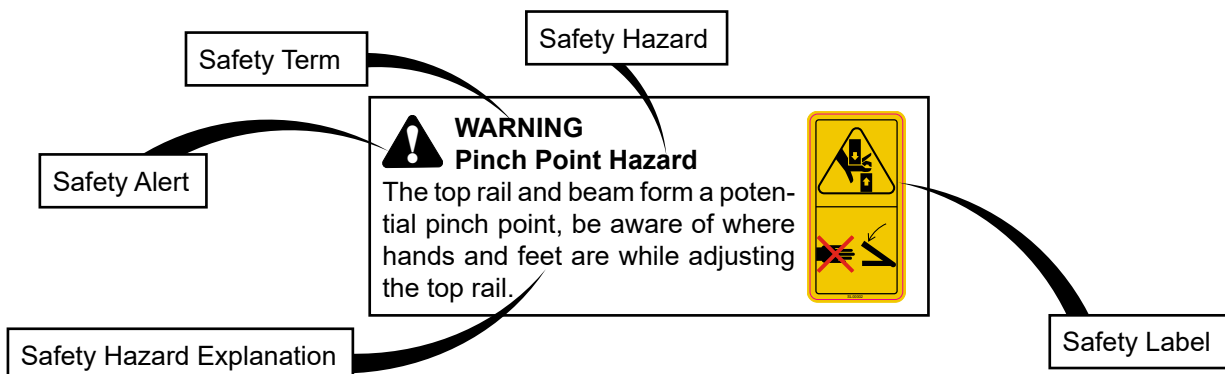 Safety Hazard
Safety Term
WARNING
Pinch Point Hazard
Safety Alert
The top rail and beam form a poten-
tial pinch point, be aware of where
hands and feet are while adjusting
the top rail.
Safety Label
Safety Hazard Explanation